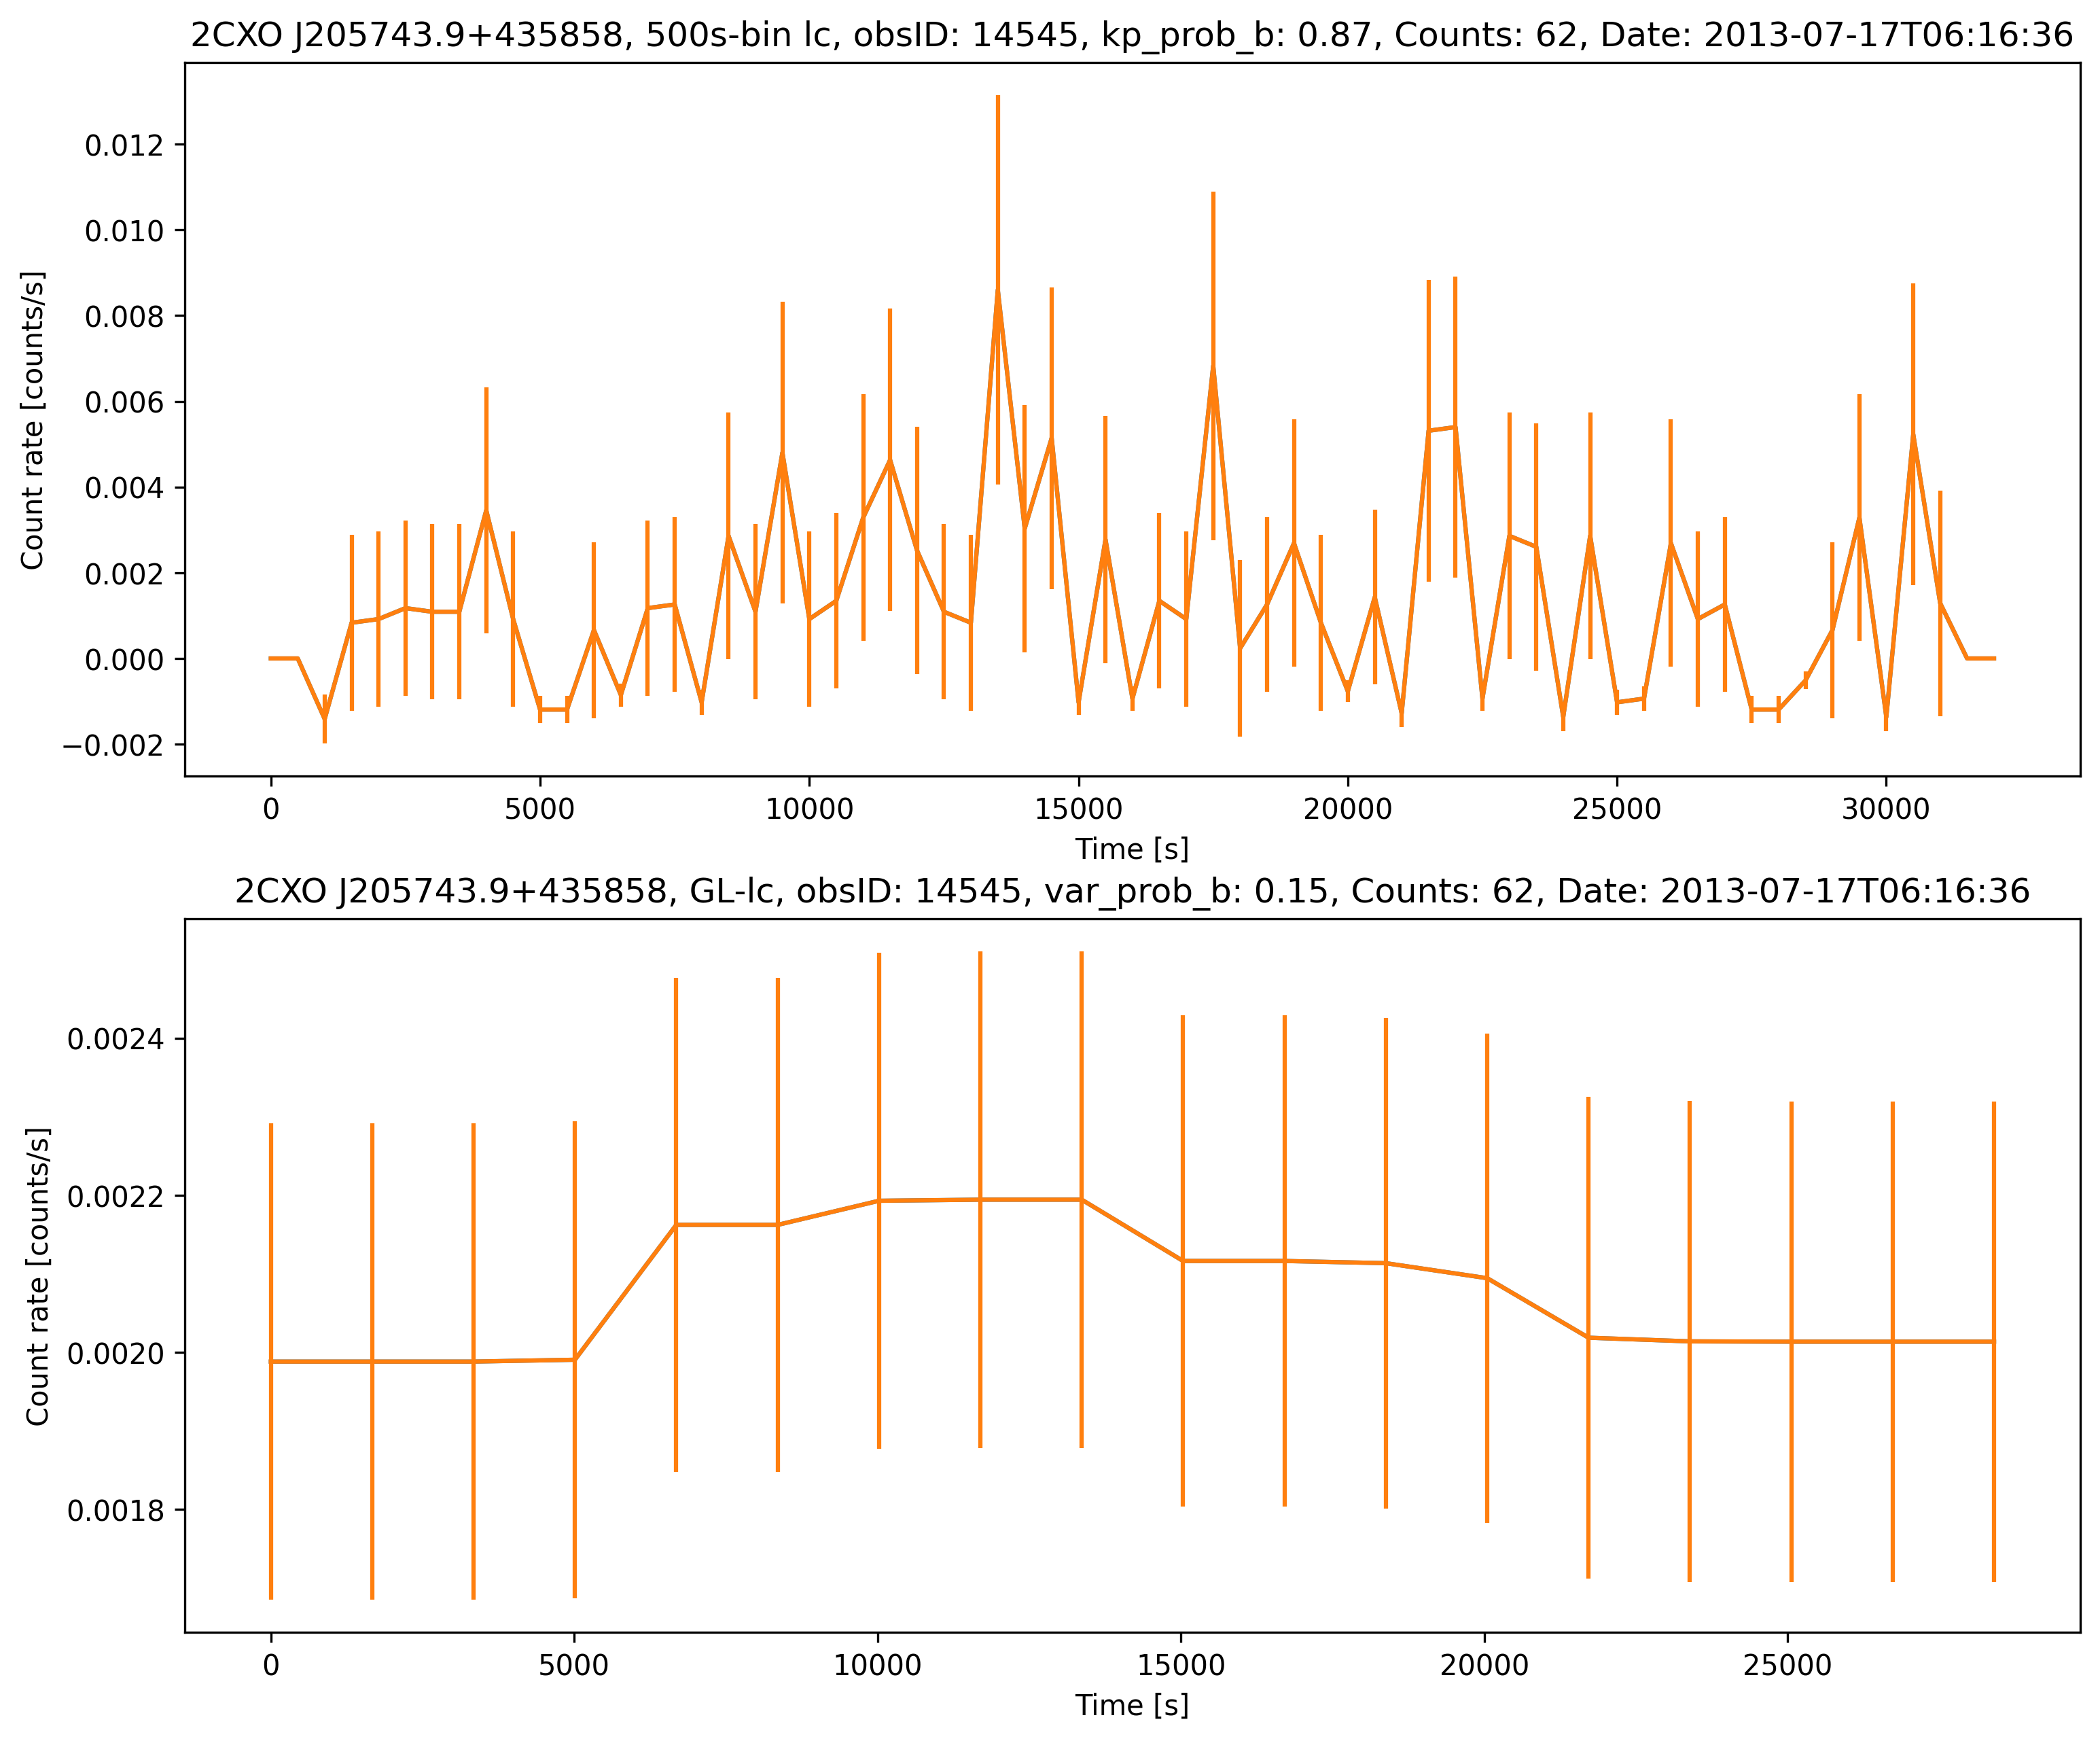 2CXO J205743.9+435858, 500s-bin lc, obsID: 14545, kp_prob_b: 0.87, Counts: 62, Date: 2013-07-17T06:16:36
0.012
0.010
0.008
0.006
0.004
0.002
0.000
−0.002
Count rate [counts/s]
0 5000 10000 15000 20000 25000 30000
Time [s]
2CXO J205743.9+435858, GL-lc, obsID: 14545, var_prob_b: 0.15, Counts: 62, Date: 2013-07-17T06:16:36
0.0024
0.0022
0.0020
0.0018
Count rate [counts/s]
0 5000 10000 15000 20000 25000
Time [s]